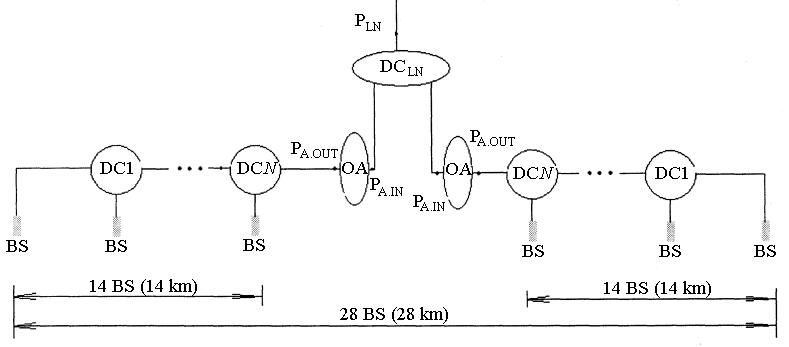 P_LN
DC_LN
P_A.OUT
P_A.OUT
DC1
DCN
OA
OA
DCN
DC1
P_A.IN
P_A.IN
BS
BS
BS
BS
BS
BS
14 BS (14 km)
14 BS (14 km)
28 BS (28 km)